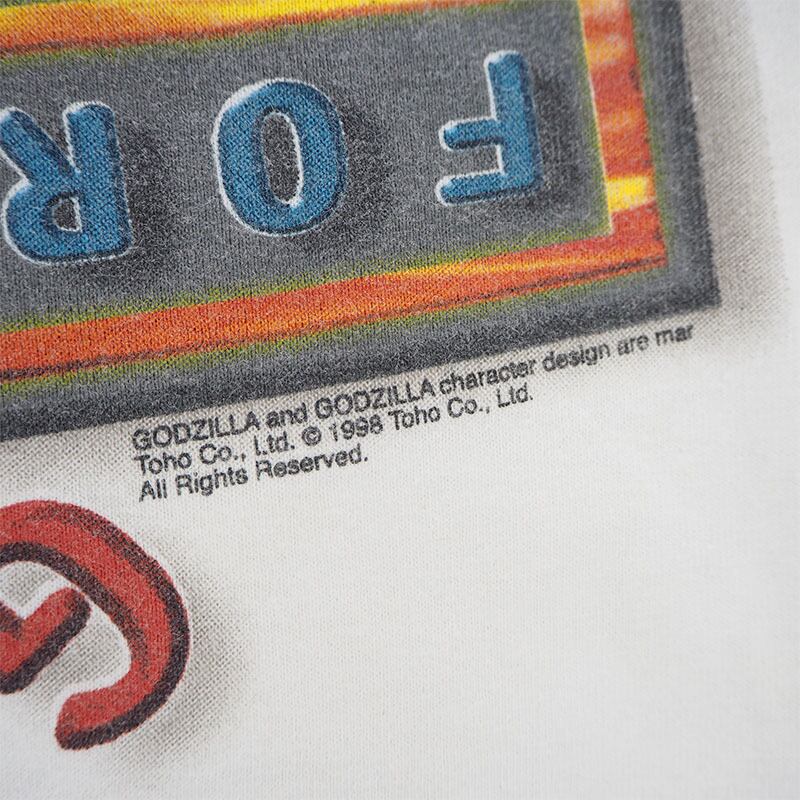 FOR
GODZILLA and GODZILLA character design are mar
Toho Co., Ltd. © 1998 Toho Co., Ltd.
All Rights Reserved.
G